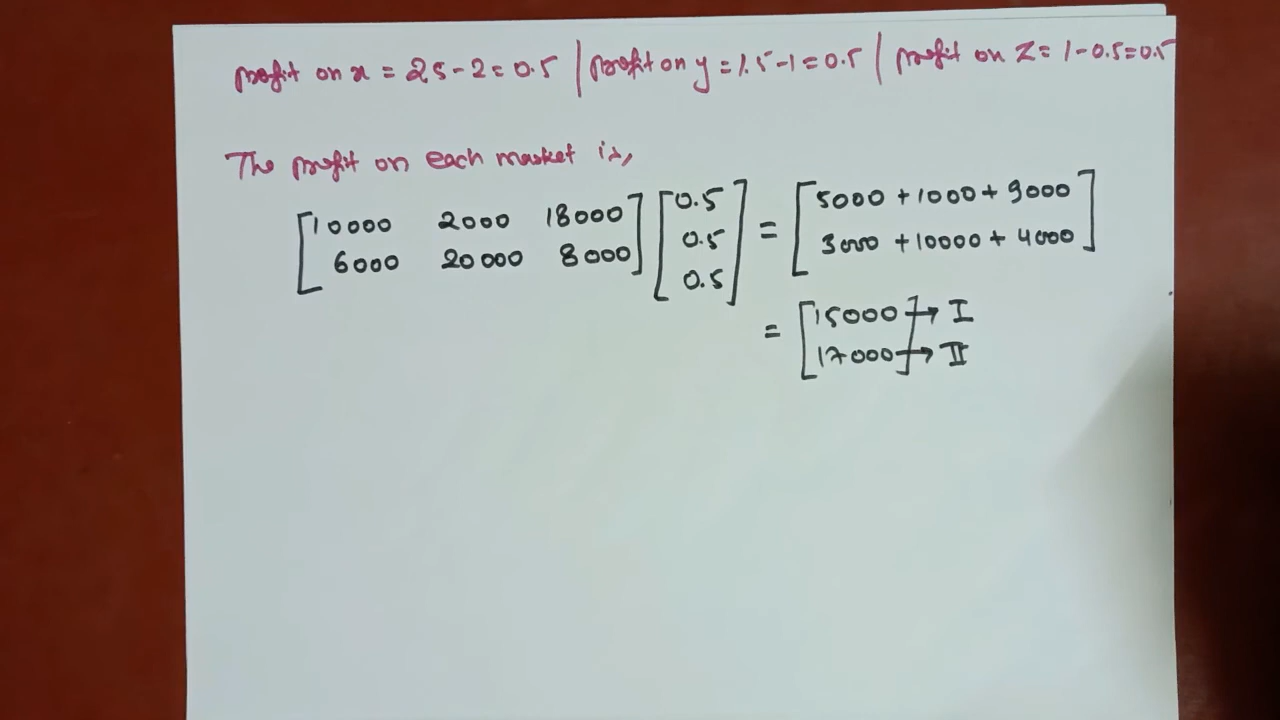 profit on x = 2.5 - 2 = 0.5 | profit on y = 1.5 - 1 = 0.5 | profit on z = 1 - 0.5 = 0.5
The profit on each market is,
[10000 2000 18000] [0.5] = [5000 + 1000 + 9000]
[6000 20000 8000] [0.5] [3000 + 10000 + 4000]
[0.5]
= [15000] → I
[17000] → II